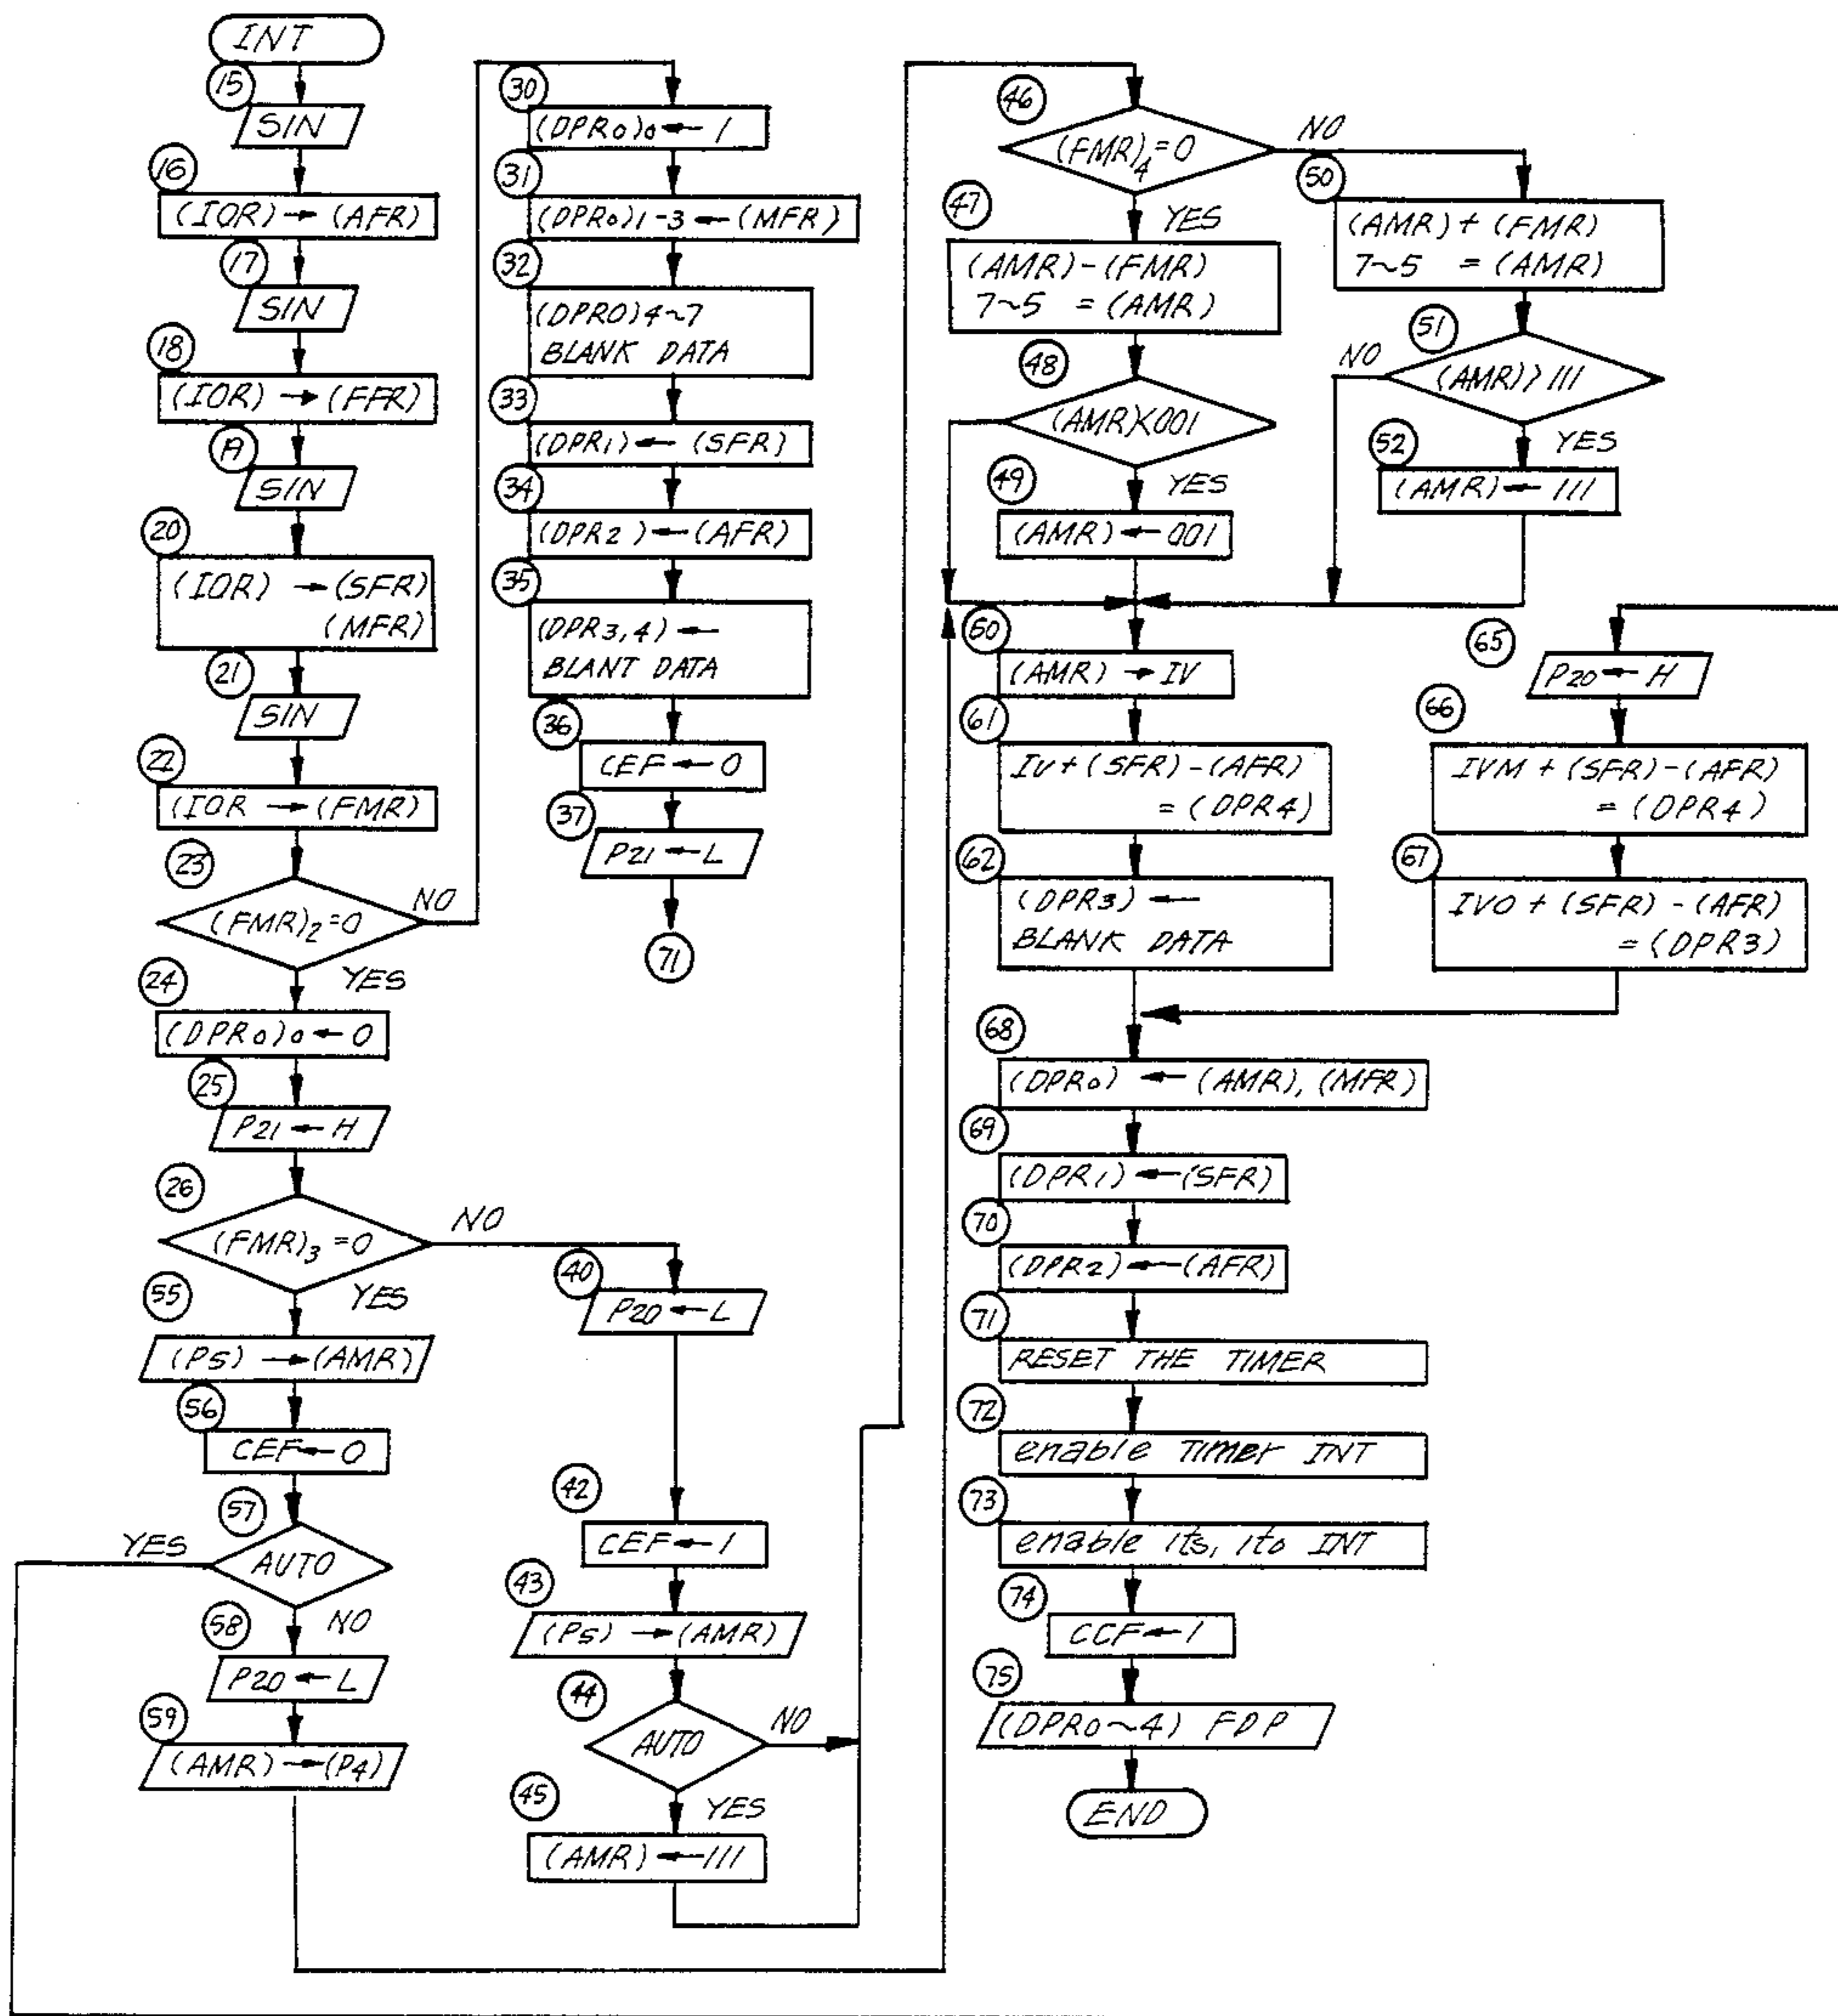 INT
15
SIN
16
(IOR) → (AFR)
17
SIN
18
(IOR) → (FFR)
19
SIN
20
(IOR) → (SFR)
(MFR)
21
SIN
22
(IOR → (FMR)
23
(FMR)2=0
NO
YES
24
(DPR0)0 ← 0
25
P21 ← H
26
(FMR)3=0
NO
YES
55
(P5) → (AMR)
56
CEF ← 0
57
YES
AUTO
58
NO
P20 ← L
59
(AMR) → (P4)
30
(DPR0)0 ← 1
31
(DPR0)1-3 ← (MFR)
32
(DPR0)4~7
BLANK DATA
33
(DPR1) ← (SFR)
34
(DPR2) ← (AFR)
35
(DPR3,4) ←
BLANT DATA
36
CEF ← 0
37
P21 ← L
71
40
P20 ← L
42
CEF ← 1
43
(P5) → (AMR)
44
AUTO
NO
45
YES
(AMR) ← 111
46
(FMR)4=0
NO
47
YES
(AMR)-(FMR)
7~5 = (AMR)
48
(AMR)<001
49
YES
(AMR) ← 001
50
(AMR) + (FMR)
7~5 = (AMR)
51
NO
(AMR)>111
52
YES
(AMR) ← 111
60
(AMR) → IV
61
IV + (SFR) - (AFR)
= (DPR4)
62
(DPR3) ←
BLANK DATA
65
P20 ← H
66
IVM + (SFR) - (AFR)
= (DPR4)
67
IVO + (SFR) - (AFR)
= (DPR3)
68
(DPR0) ← (AMR), (MFR)
69
(DPR1) ← (SFR)
70
(DPR2) ← (AFR)
71
RESET THE TIMER
72
enable Timer INT
73
enable its, ito INT
74
CCF ← 1
75
(DPR0~4) FDP
END